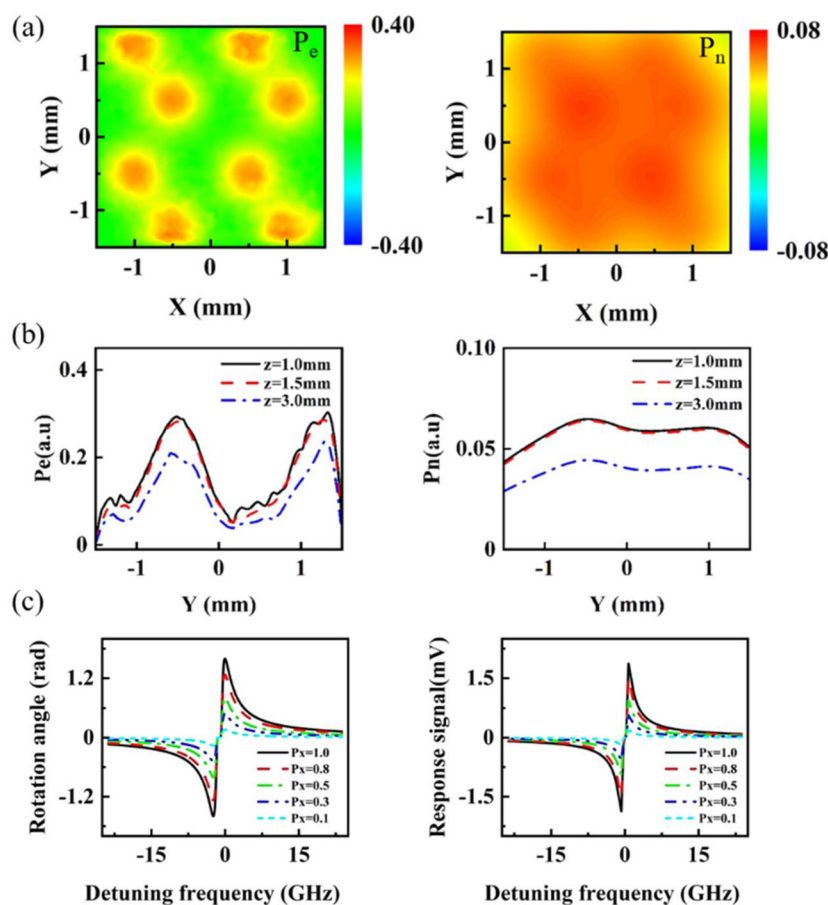 (a)
P_e
0.40
-0.40
Y (mm)
1
0
-1
-1 0 1
X (mm)
P_n
0.08
-0.08
Y (mm)
1
0
-1
-1 0 1
X (mm)
(b)
Pe(a.u)
0.4
0.2
0
z=1.0mm
z=1.5mm
z=3.0mm
-1 0 1
Y (mm)
Pn(a.u)
0.10
0.05
0
z=1.0mm
z=1.5mm
z=3.0mm
-1 0 1
Y (mm)
(c)
Rotation angle (rad)
1.2
0
-1.2
Px=1.0
Px=0.8
Px=0.5
Px=0.3
Px=0.1
-15 0 15
Detuning frequency (GHz)
Response signal(mV)
1.5
0
-1.5
Px=1.0
Px=0.8
Px=0.5
Px=0.3
Px=0.1
-15 0 15
Detuning frequency (GHz)